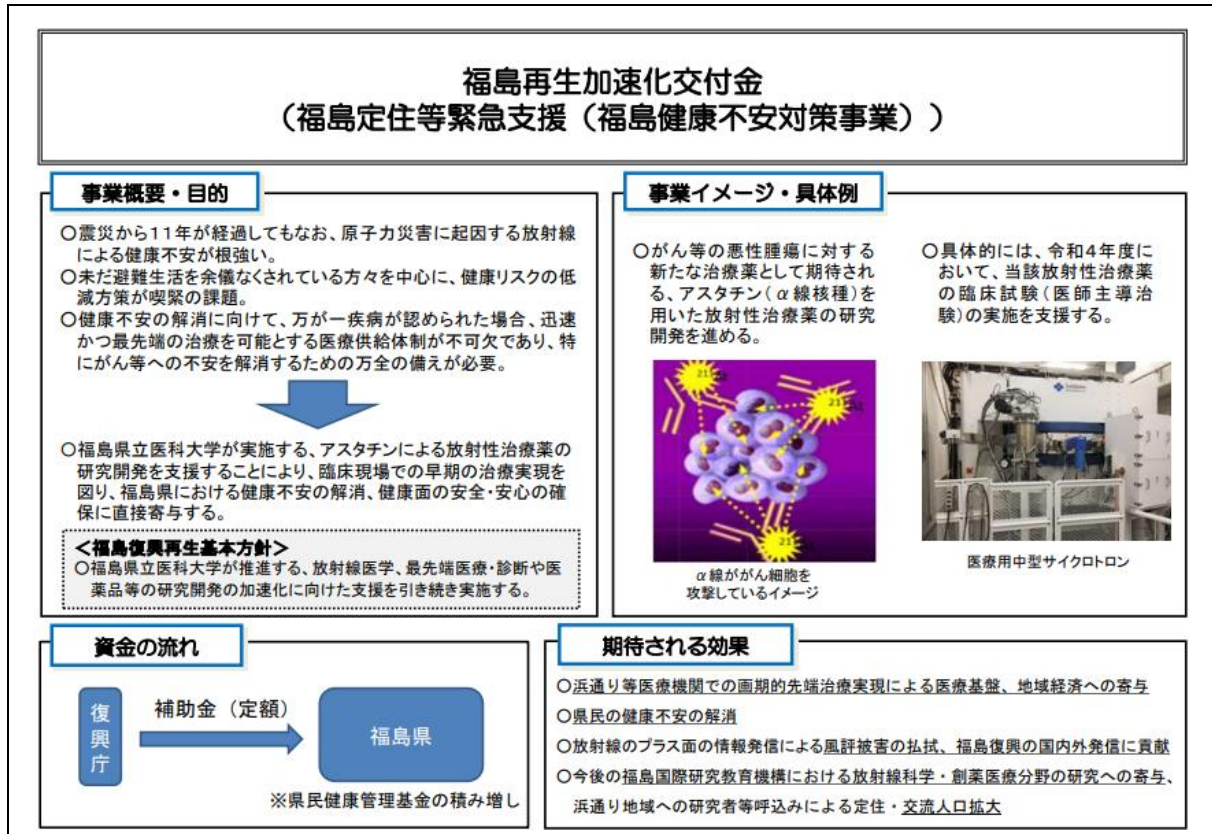 福島再生加速化交付金
（福島定住等緊急支援（福島健康不安対策事業））
事業概要・目的
○震災から１１年が経過してもなお、原子力災害に起因する放射線
による健康不安が根強い。
○未だ避難生活を余儀なくされている方々を中心に、健康リスクの低
減方策が喫緊の課題。
○健康不安の解消に向けて、万が一疾病が認められた場合、迅速
かつ最先端の治療を可能とする医療供給体制が不可欠であり、特
にがん等への不安を解消するための万全の備えが必要。
○福島県立医科大学が実施する、アスタチンによる放射性治療薬の
研究開発を支援することにより、臨床現場での早期の治療実現を
図り、福島県における健康不安の解消、健康面の安全・安心の確
保に直接寄与する。
＜福島復興再生基本方針＞
○福島県立医科大学が推進する、放射線医学、最先端医療・診断や医
薬品等の研究開発の加速化に向けた支援を引き続き実施する。
事業イメージ・具体例
○がん等の悪性腫瘍に対する
新たな治療薬として期待され
る、アスタチン（α線核種）を
用いた放射性治療薬の研究
開発を進める。
α線ががん細胞を
攻撃しているイメージ
○具体的には、令和４年度に
おいて、当該放射性治療薬
の臨床試験（医師主導治
験）の実施を支援する。
医療用中型サイクロトロン
資金の流れ
復興庁
補助金（定額）
福島県
※県民健康管理基金の積み増し
期待される効果
○浜通り等医療機関での画期的先端治療実現による医療基盤、地域経済への寄与
○県民の健康不安の解消
○放射線のプラス面の情報発信による風評被害の払拭、福島復興の国内外発信に貢献
○今後の福島国際研究教育機構における放射線科学・創薬医療分野の研究への寄与、
浜通り地域への研究者等呼込みによる定住・交流人口拡大